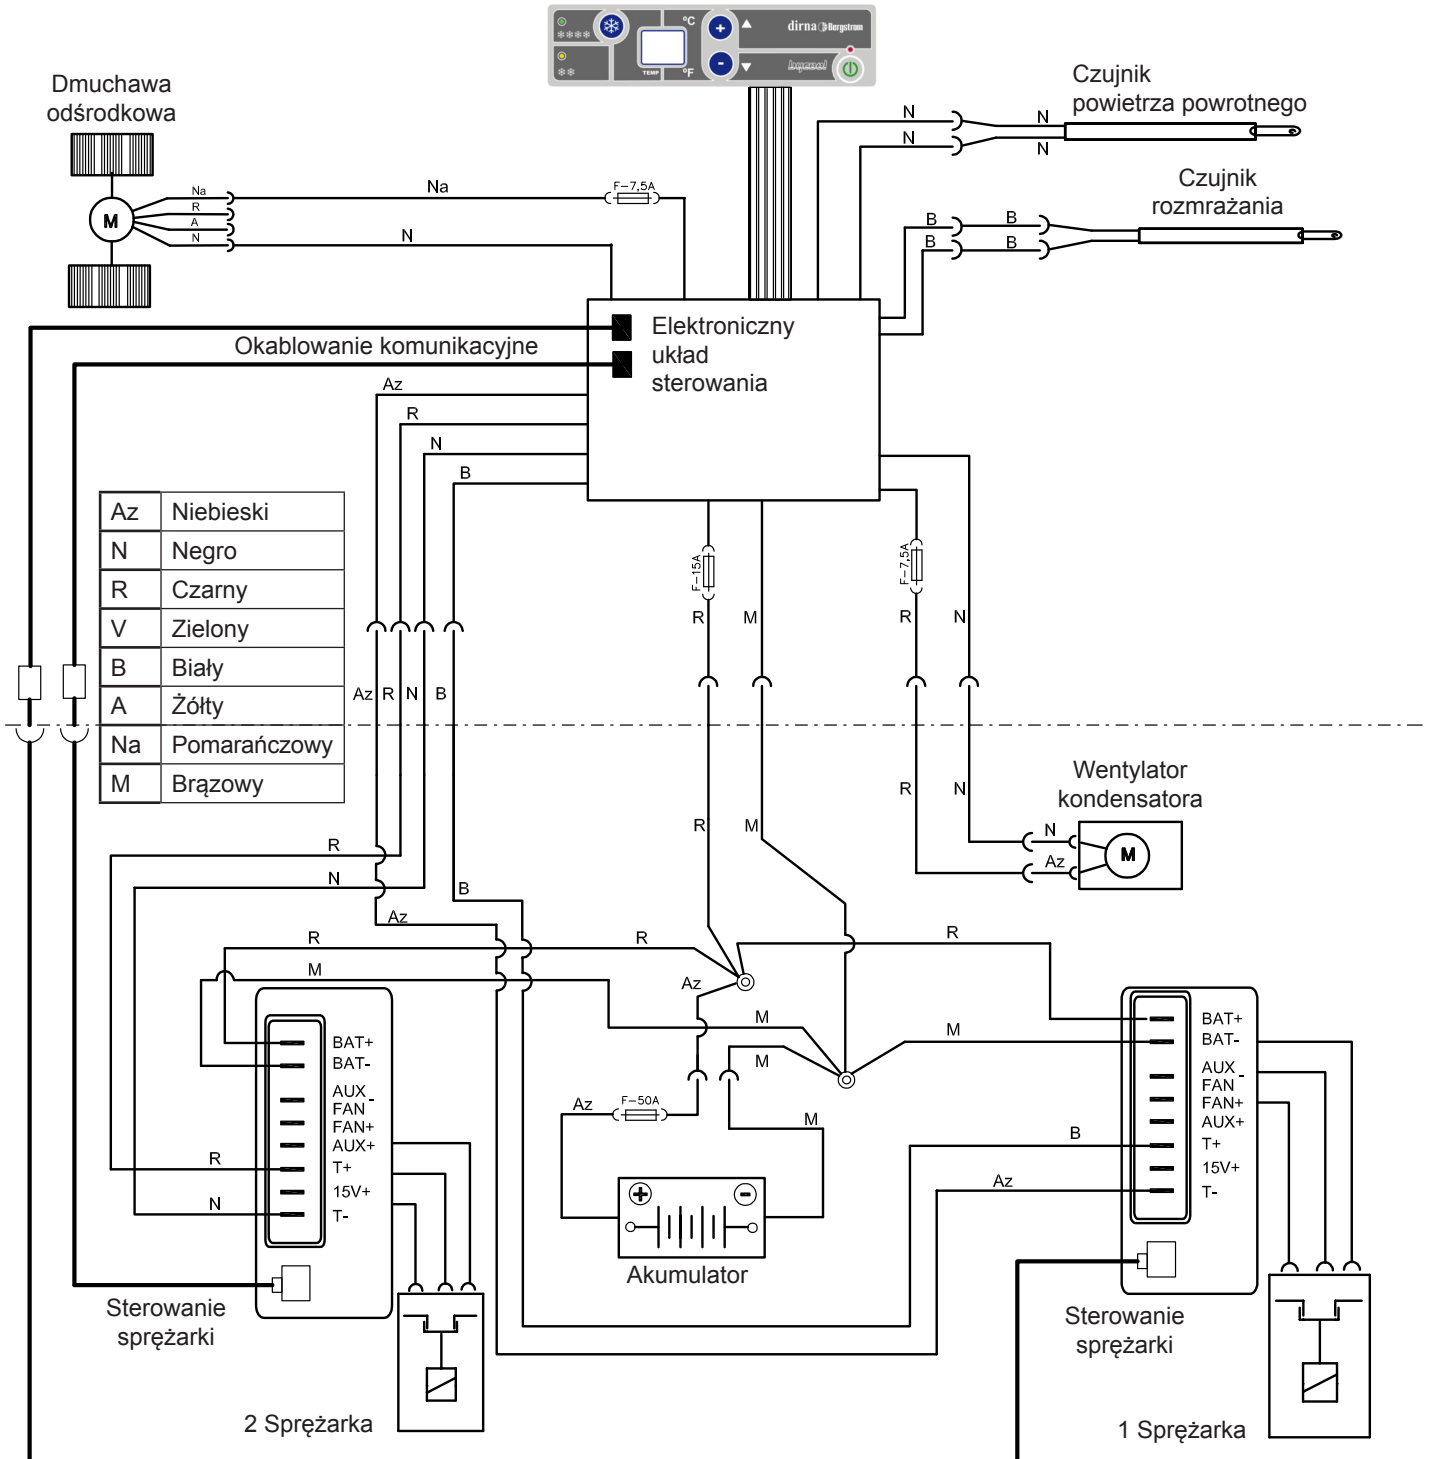 °C
dirna Bergstrom
TEMP
°F
Dmuchawa
odśrodkowa
Czujnik
powietrza powrotnego
Czujnik
rozmrażania
M
Na
R
A
N
Na
F-7,5A
N
N
N
N
N
B
B
B
B
Okablowanie komunikacyjne
Elektroniczny
układ
sterowania
Az
R
N
B
Az Niebieski
N Negro
R Czarny
V Zielony
B Biały
A Żółty
Na Pomarańczowy
M Brązowy
Az R N B
F-15A
F-7,5A
R M R N
R M R N
Wentylator
kondensatora
N
Az
M
R
N
B
Az
R
R
R
M
Az
M
M
M
BAT+
BAT-
AUX
FAN -
FAN+
AUX+
T+
15V+
T-
R
N
Az
F-50A
M
Akumulator
BAT+
BAT-
AUX -
FAN
FAN+
AUX+
T+
15V+
T-
B
Az
Sterowanie
sprężarki
Sterowanie
sprężarki
2 Sprężarka
1 Sprężarka